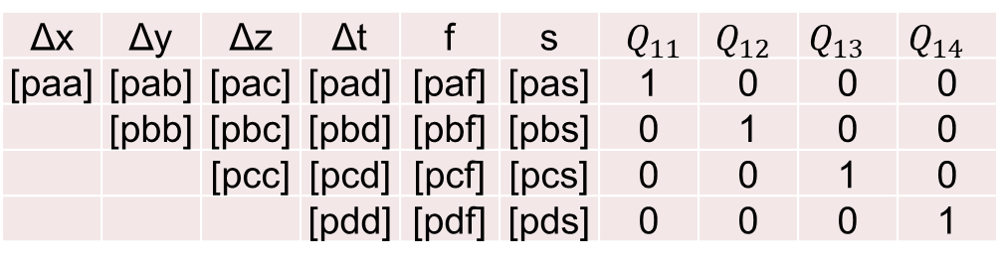 Δx Δy Δz Δt f s Q₁₁ Q₁₂ Q₁₃ Q₁₄
[paa] [pab] [pac] [pad] [paf] [pas] 1 0 0 0
[pbb] [pbc] [pbd] [pbf] [pbs] 0 1 0 0
[pcc] [pcd] [pcf] [pcs] 0 0 1 0
[pdd] [pdf] [pds] 0 0 0 1